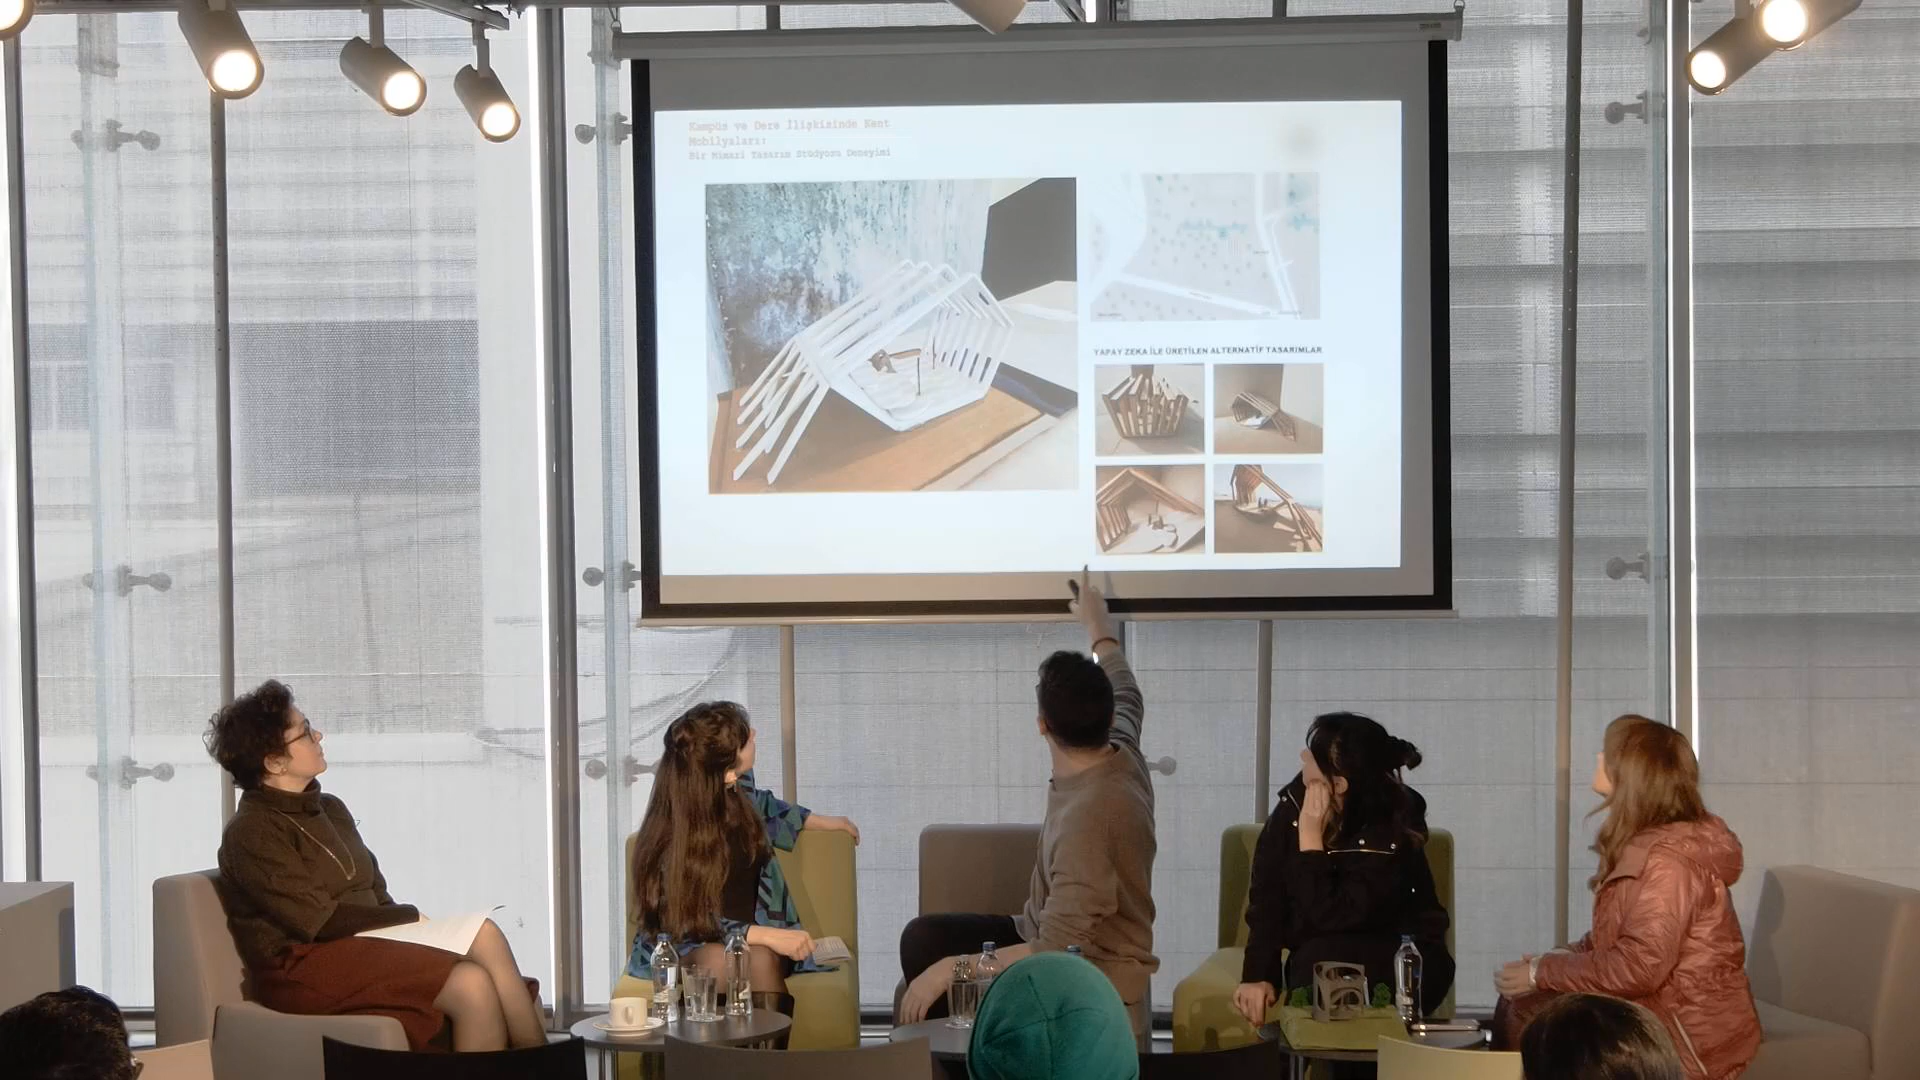 Kampüs ve Dere İlişkisinde Kent
Mobilyaları:
Bir Mimari Tasarım Stüdyosu Deneyimi
YAPAY ZEKA İLE ÜRETİLEN ALTERNATİF TASARIMLAR